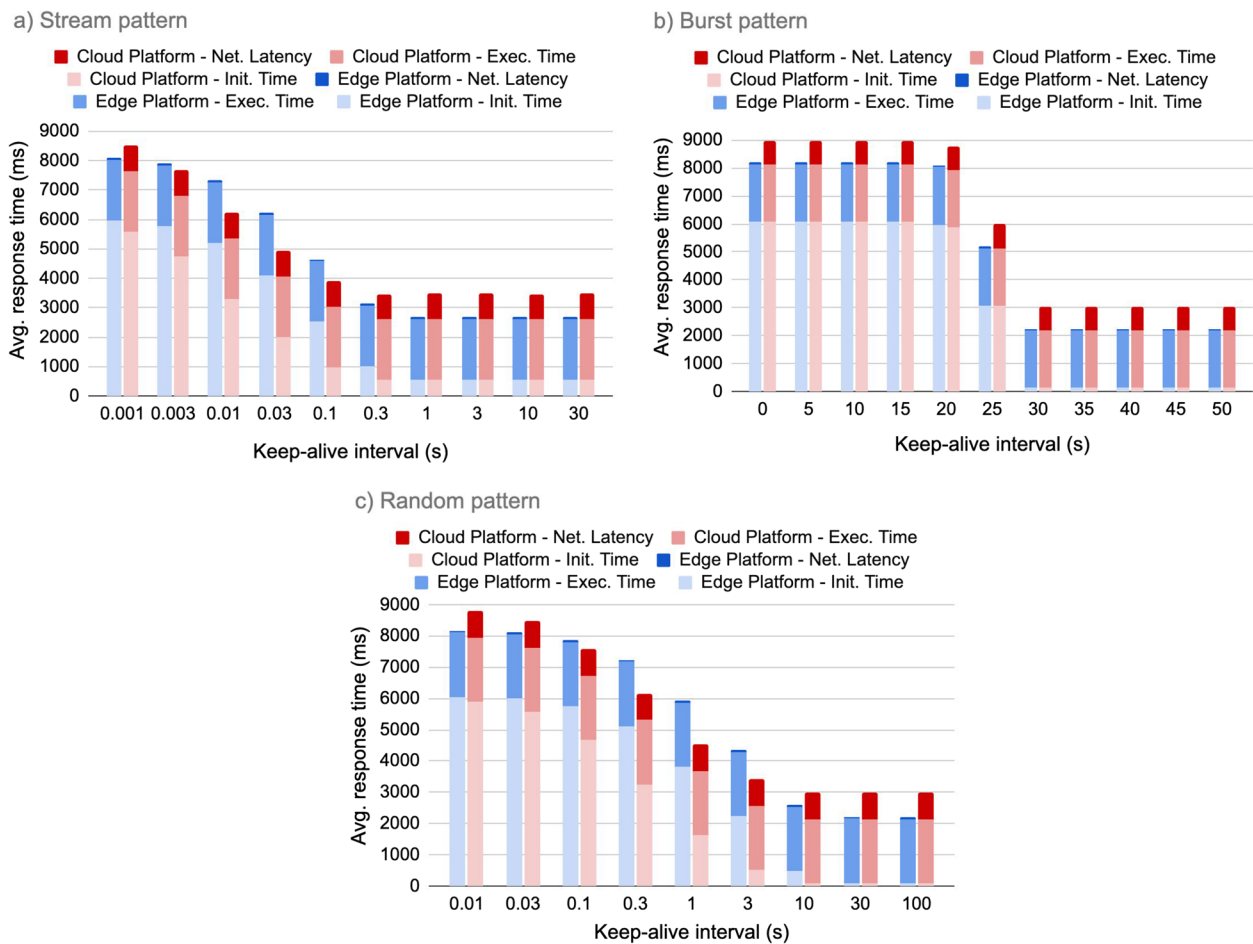 a) Stream pattern
Cloud Platform - Net. Latency Cloud Platform - Exec. Time
Cloud Platform - Init. Time Edge Platform - Net. Latency
Edge Platform - Exec. Time Edge Platform - Init. Time
Avg. response time (ms)
9000
8000
7000
6000
5000
4000
3000
2000
1000
0
0.001 0.003 0.01 0.03 0.1 0.3 1 3 10 30
Keep-alive interval (s)
b) Burst pattern
Cloud Platform - Net. Latency Cloud Platform - Exec. Time
Cloud Platform - Init. Time Edge Platform - Net. Latency
Edge Platform - Exec. Time Edge Platform - Init. Time
Avg. response time (ms)
9000
8000
7000
6000
5000
4000
3000
2000
1000
0
0 5 10 15 20 25 30 35 40 45 50
Keep-alive interval (s)
c) Random pattern
Cloud Platform - Net. Latency Cloud Platform - Exec. Time
Cloud Platform - Init. Time Edge Platform - Net. Latency
Edge Platform - Exec. Time Edge Platform - Init. Time
Avg. response time (ms)
9000
8000
7000
6000
5000
4000
3000
2000
1000
0
0.01 0.03 0.1 0.3 1 3 10 30 100
Keep-alive interval (s)